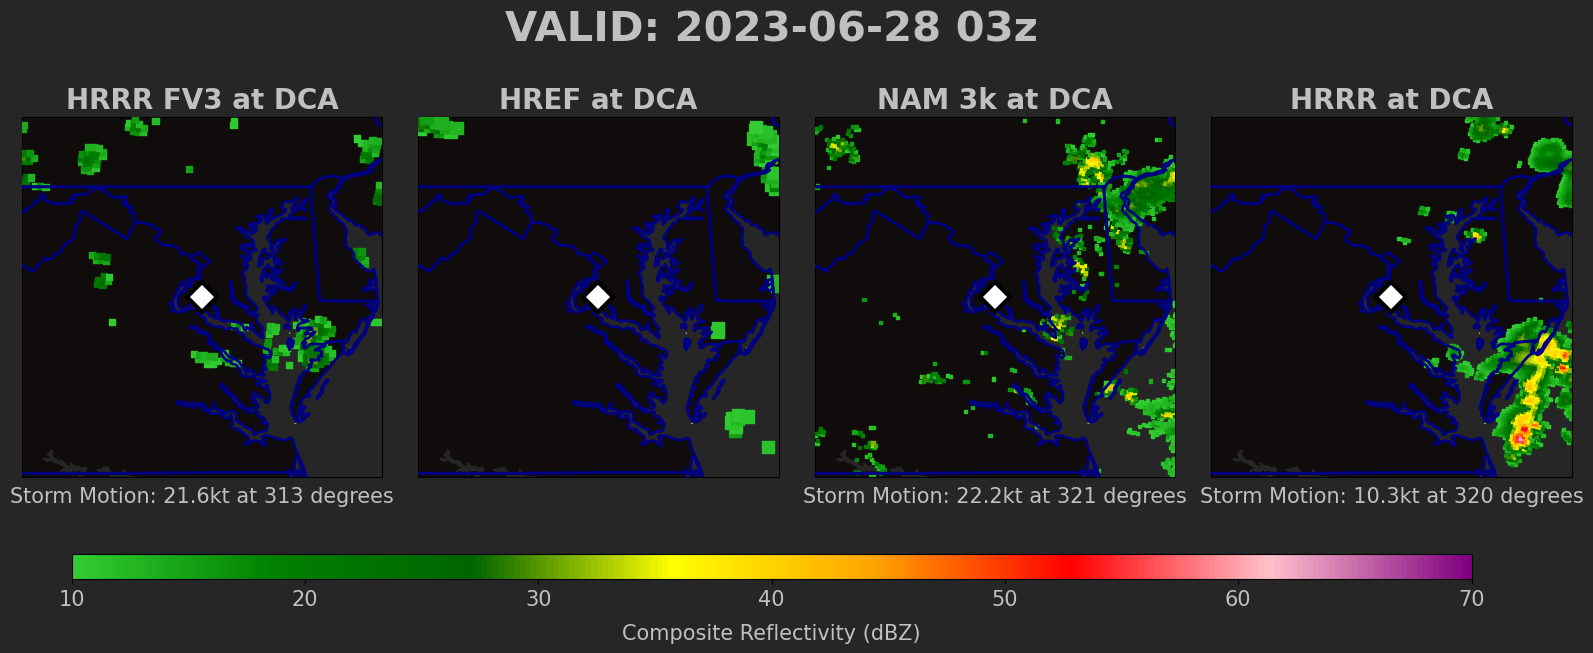 VALID: 2023-06-28 03z
HRRR FV3 at DCA
HREF at DCA
NAM 3k at DCA
HRRR at DCA
Storm Motion: 21.6kt at 313 degrees
Storm Motion: 22.2kt at 321 degrees
Storm Motion: 10.3kt at 320 degrees
10 20 30 40 50 60 70
Composite Reflectivity (dBZ)